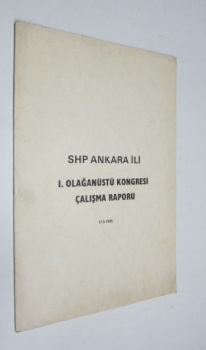 SHP ANKARA İLİ
I. OLAĞANÜSTÜ KONGRESİ
ÇALIŞMA RAPORU